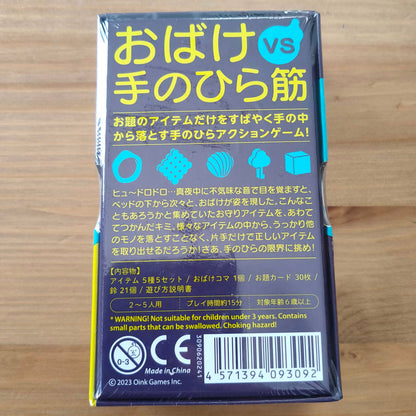 おばけ vs
手のひら筋
お題のアイテムだけをすばやく手の中
から落とす手のひらアクションゲーム!
ヒュ〜ドロドロ…真夜中に不気味な音で目を覚ますと、
ベッドの下から次々と、おばけが姿を現した。こんなこ
ともあろうかと集めていたお守りアイテムを、あわて
てつかんだキミ。様々なアイテムの中から、うっかり他
のモノを落とすことなく、片手だけで正しいアイテム
を取り出せるだろうか!さあ、手のひらの限界に挑め!
【内容物】
アイテム 5種5セット / おばけコマ 1個 / お題カード 30枚 /
鈴 21個 / 遊び方説明書
2〜5人用 プレイ時間約15分 対象年齢6歳以上
*WARNING! Not suitable for children under 3 years. Contains
small parts that can be swallowed. Choking hazard!
0-3 CE
Made in China
© 2023 Oink Games Inc.
3090620241
4 571394 093092